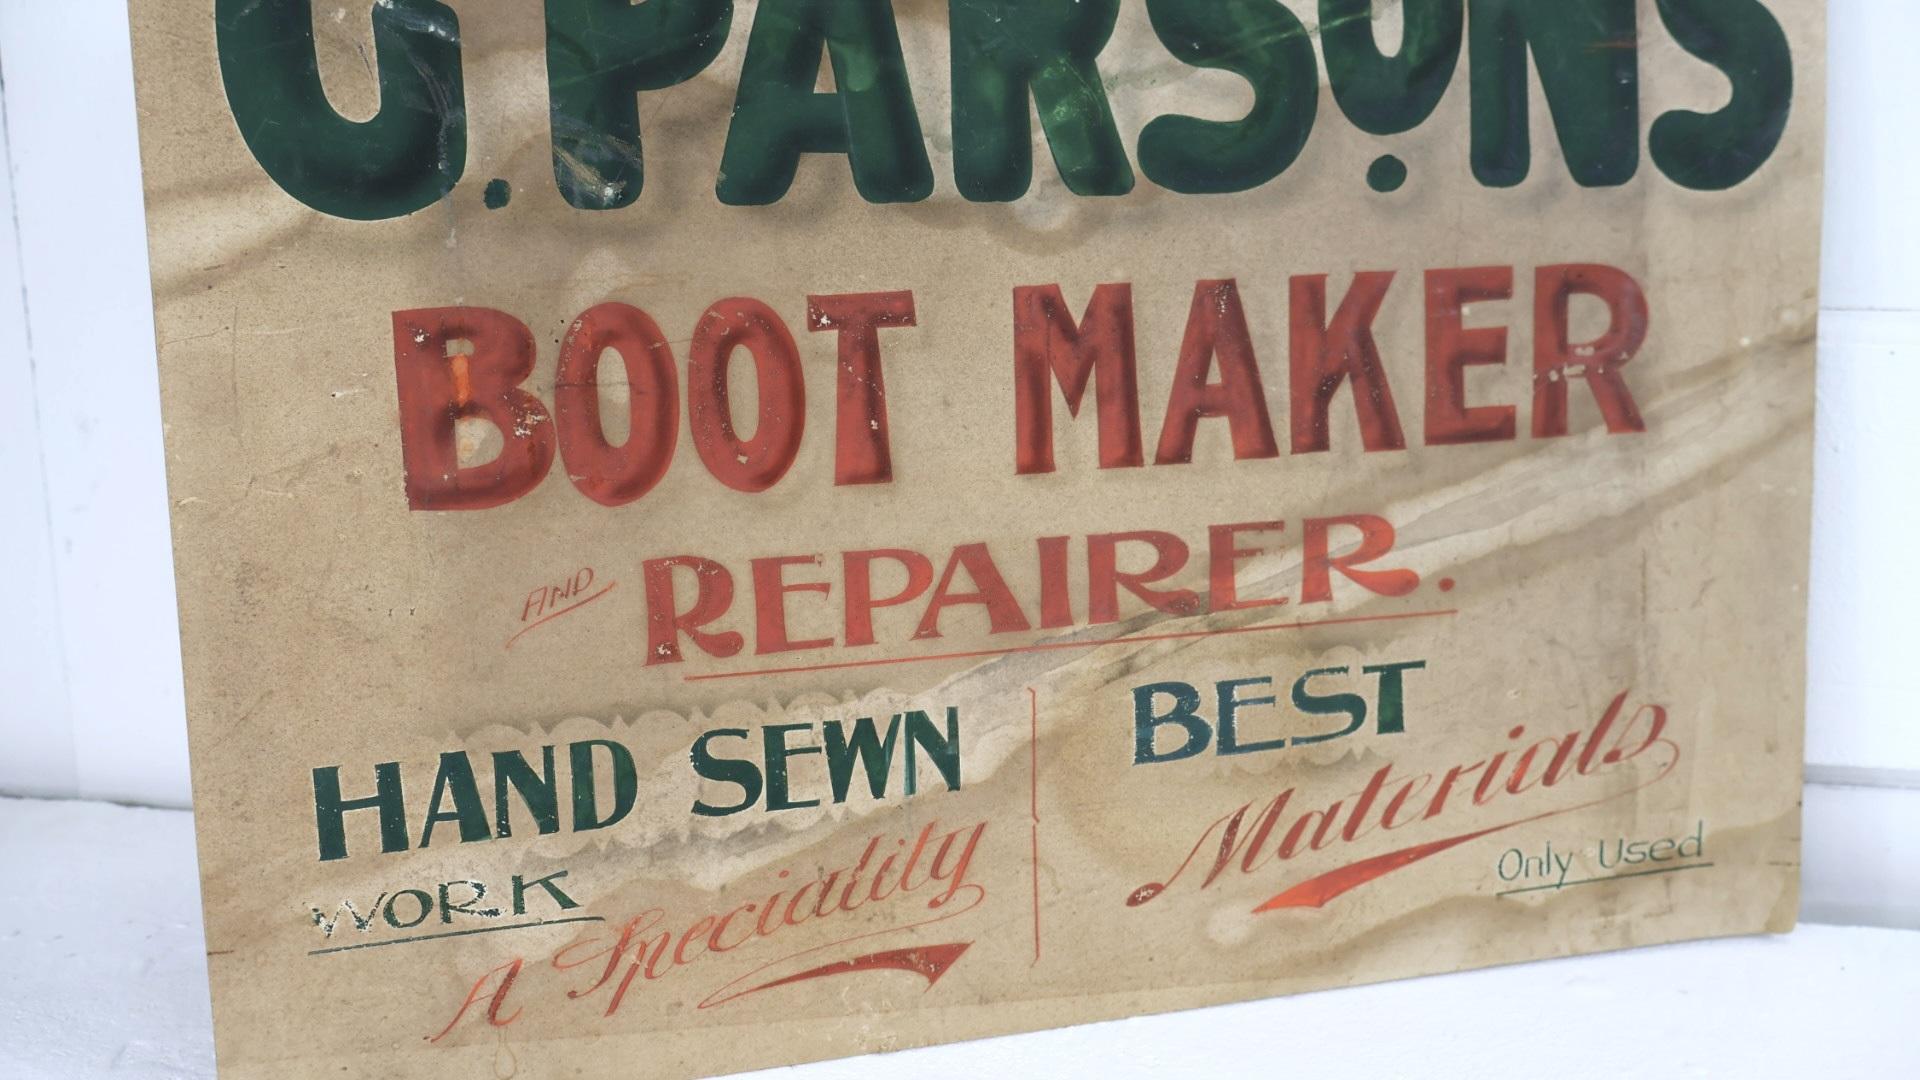 G. PARSONS
BOOT MAKER
AND REPAIRER.
HAND SEWN
WORK
A Speciality
BEST
Materials
Only Used